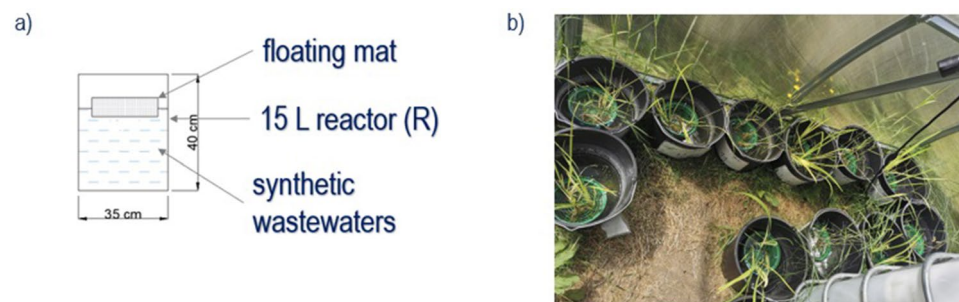 a)
floating mat
15 L reactor (R)
40 cm
synthetic
wastewaters
35 cm
b)